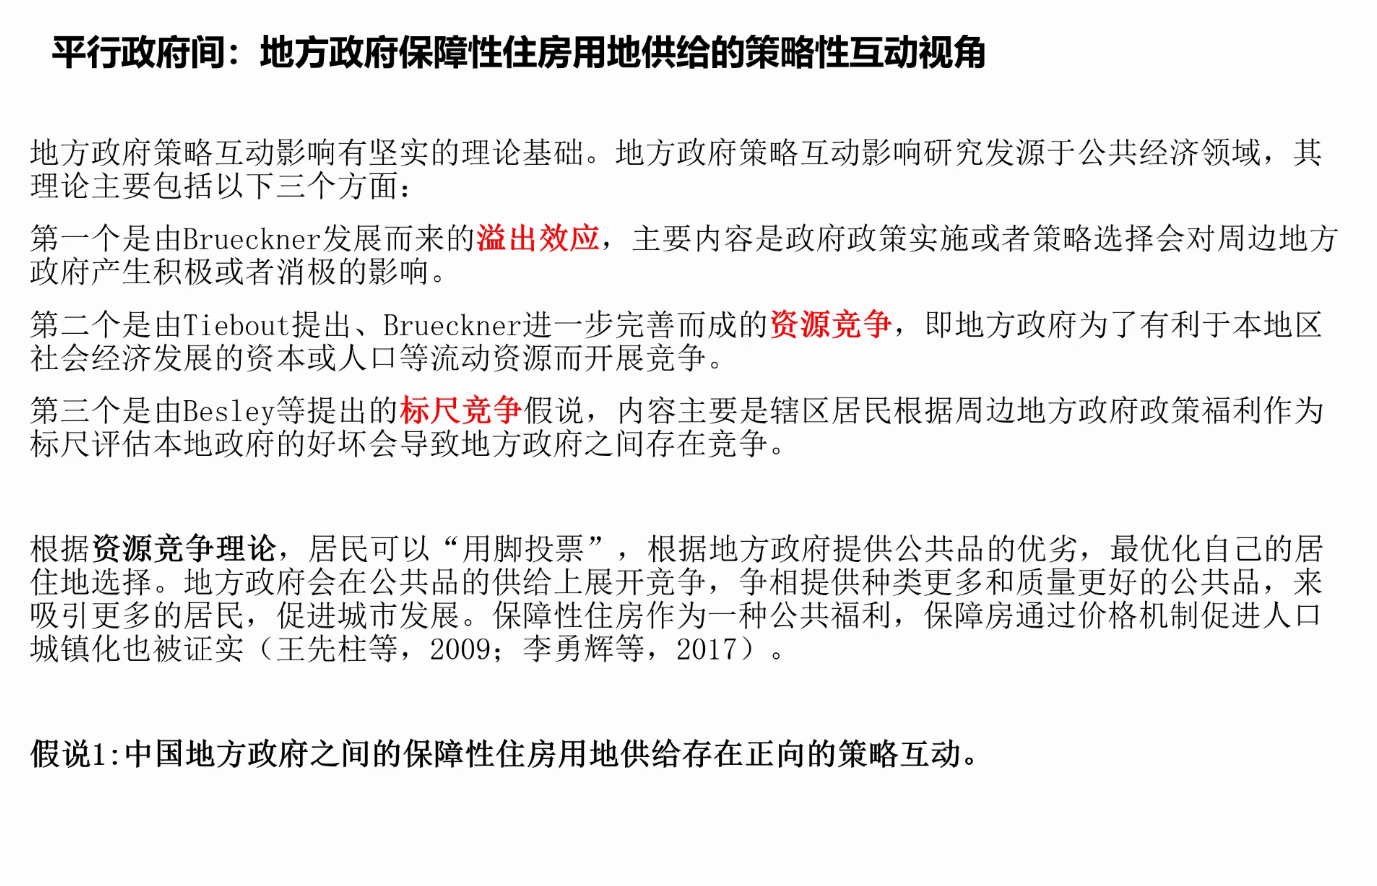 平行政府间：地方政府保障性住房用地供给的策略性互动视角
地方政府策略互动影响有坚实的理论基础。地方政府策略互动影响研究发源于公共经济领域，其
理论主要包括以下三个方面：
第一个是由Brueckner发展而来的溢出效应，主要内容是政府政策实施或者策略选择会对周边地方
政府产生积极或者消极的影响。
第二个是由Tiebout提出、Brueckner进一步完善而成的资源竞争，即地方政府为了有利于本地区
社会经济发展的资本或人口等流动资源而开展竞争。
第三个是由Besley等提出的标尺竞争假说，内容主要是辖区居民根据周边地方政府政策福利作为
标尺评估本地政府的好坏会导致地方政府之间存在竞争。
根据资源竞争理论，居民可以“用脚投票”，根据地方政府提供公共品的优劣，最优化自己的居
住地选择。地方政府会在公共品的供给上展开竞争，争相提供种类更多和质量更好的公共品，来
吸引更多的居民，促进城市发展。保障性住房作为一种公共福利，保障房通过价格机制促进人口
城镇化也被证实（王先柱等，2009；李勇辉等，2017）。
假说1:中国地方政府之间的保障性住房用地供给存在正向的策略互动。